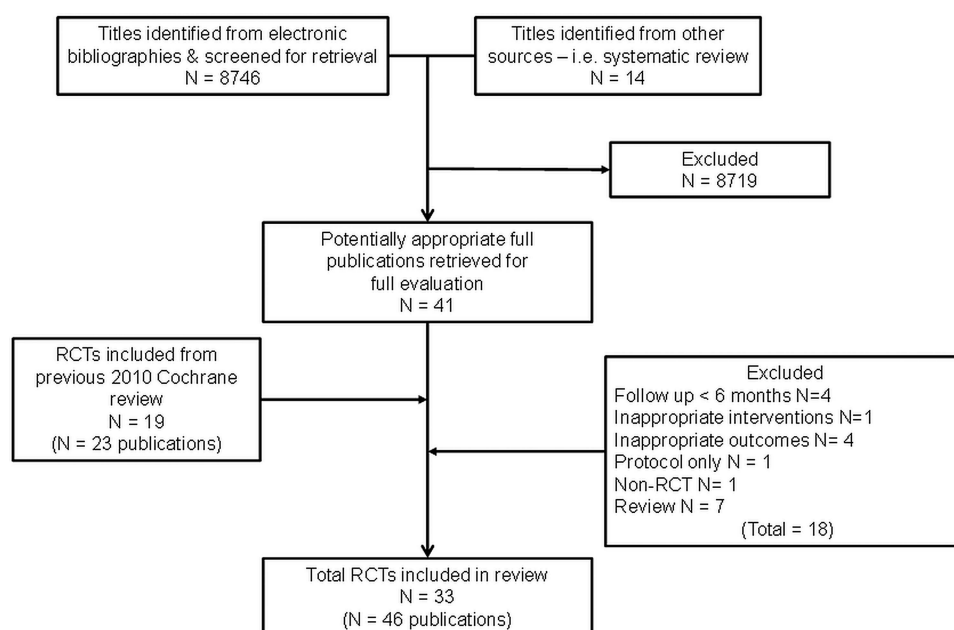 Titles identified from electronic
bibliographies & screened for retrieval
N = 8746
Titles identified from other
sources – i.e. systematic review
N = 14
Excluded
N = 8719
Potentially appropriate full
publications retrieved for
full evaluation
N = 41
RCTs included from
previous 2010 Cochrane
review
N = 19
(N = 23 publications)
Excluded
Follow up < 6 months N=4
Inappropriate interventions N=1
Inappropriate outcomes N= 4
Protocol only N = 1
Non-RCT N= 1
Review N = 7
(Total = 18)
Total RCTs included in review
N = 33
(N = 46 publications)